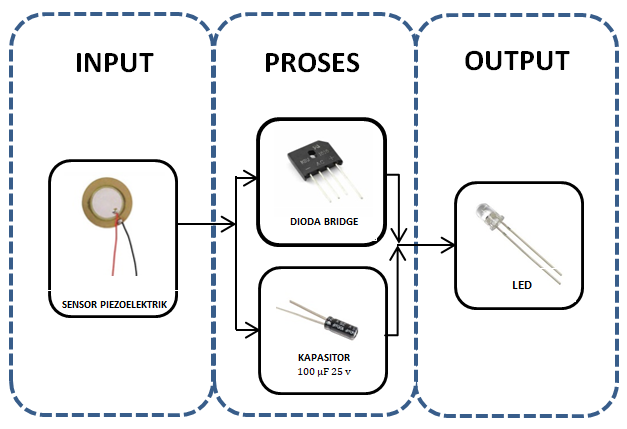 INPUT
PROSES
OUTPUT
DIODA BRIDGE
SENSOR PIEZOELEKTRIK
LED
KAPASITOR
100 µF 25 v